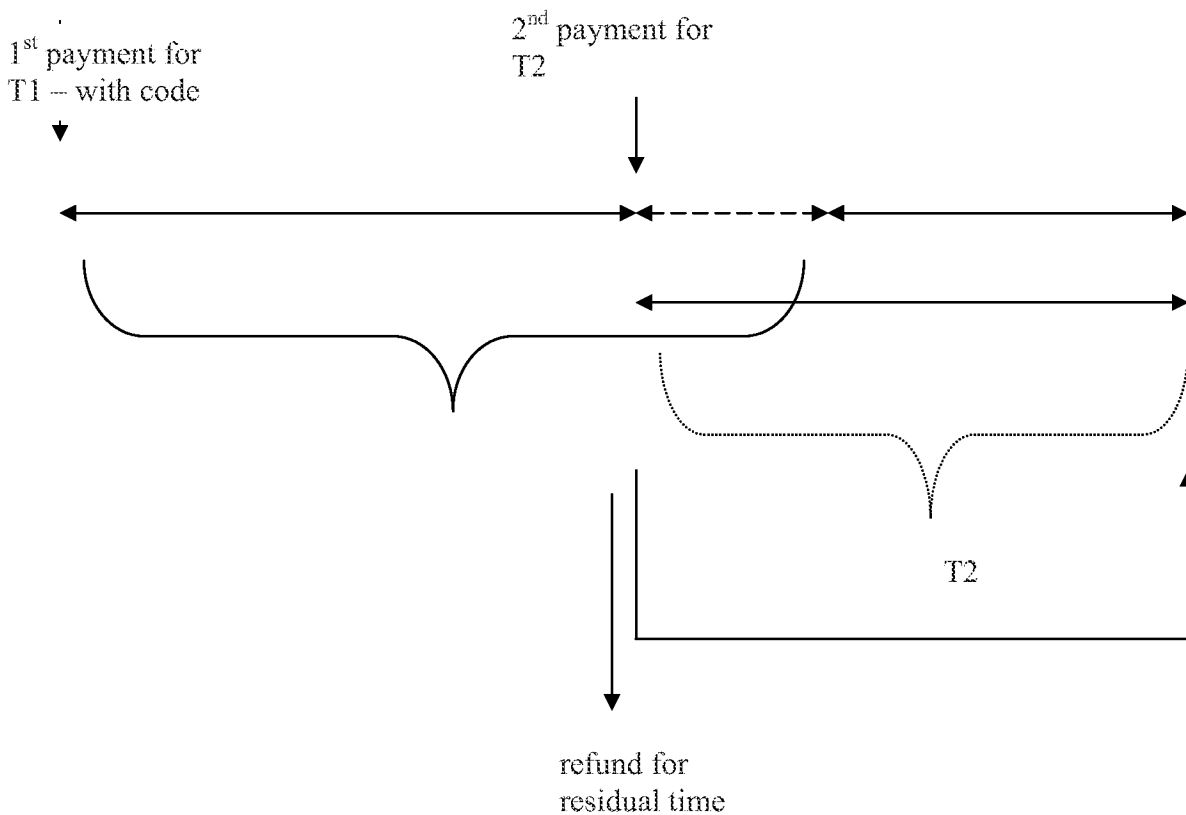 1st payment for
T1 – with code
2nd payment for
T2
T2
refund for
residual time